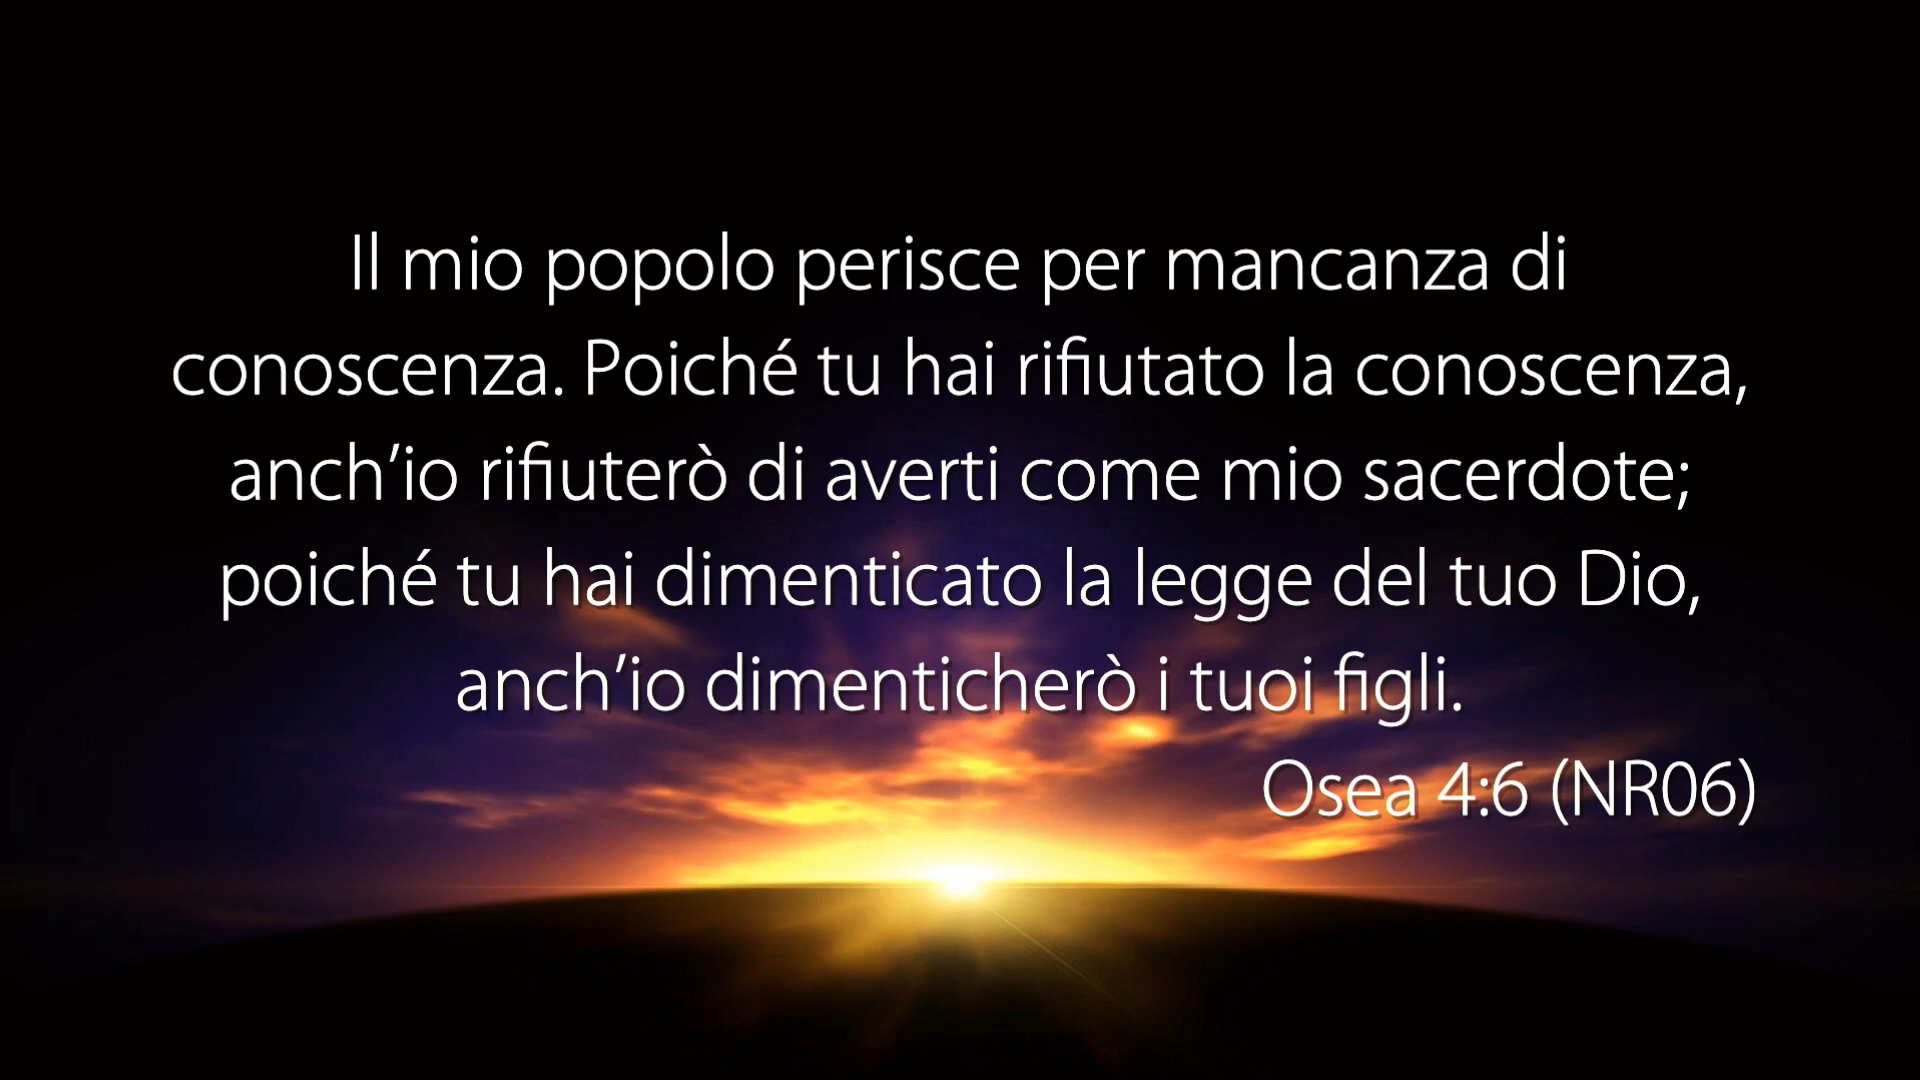 Il mio popolo perisce per mancanza di
conoscenza. Poiché tu hai rifiutato la conoscenza,
anch’io rifiuterò di averti come mio sacerdote;
poiché tu hai dimenticato la legge del tuo Dio,
anch’io dimenticherò i tuoi figli.
Osea 4:6 (NR06)